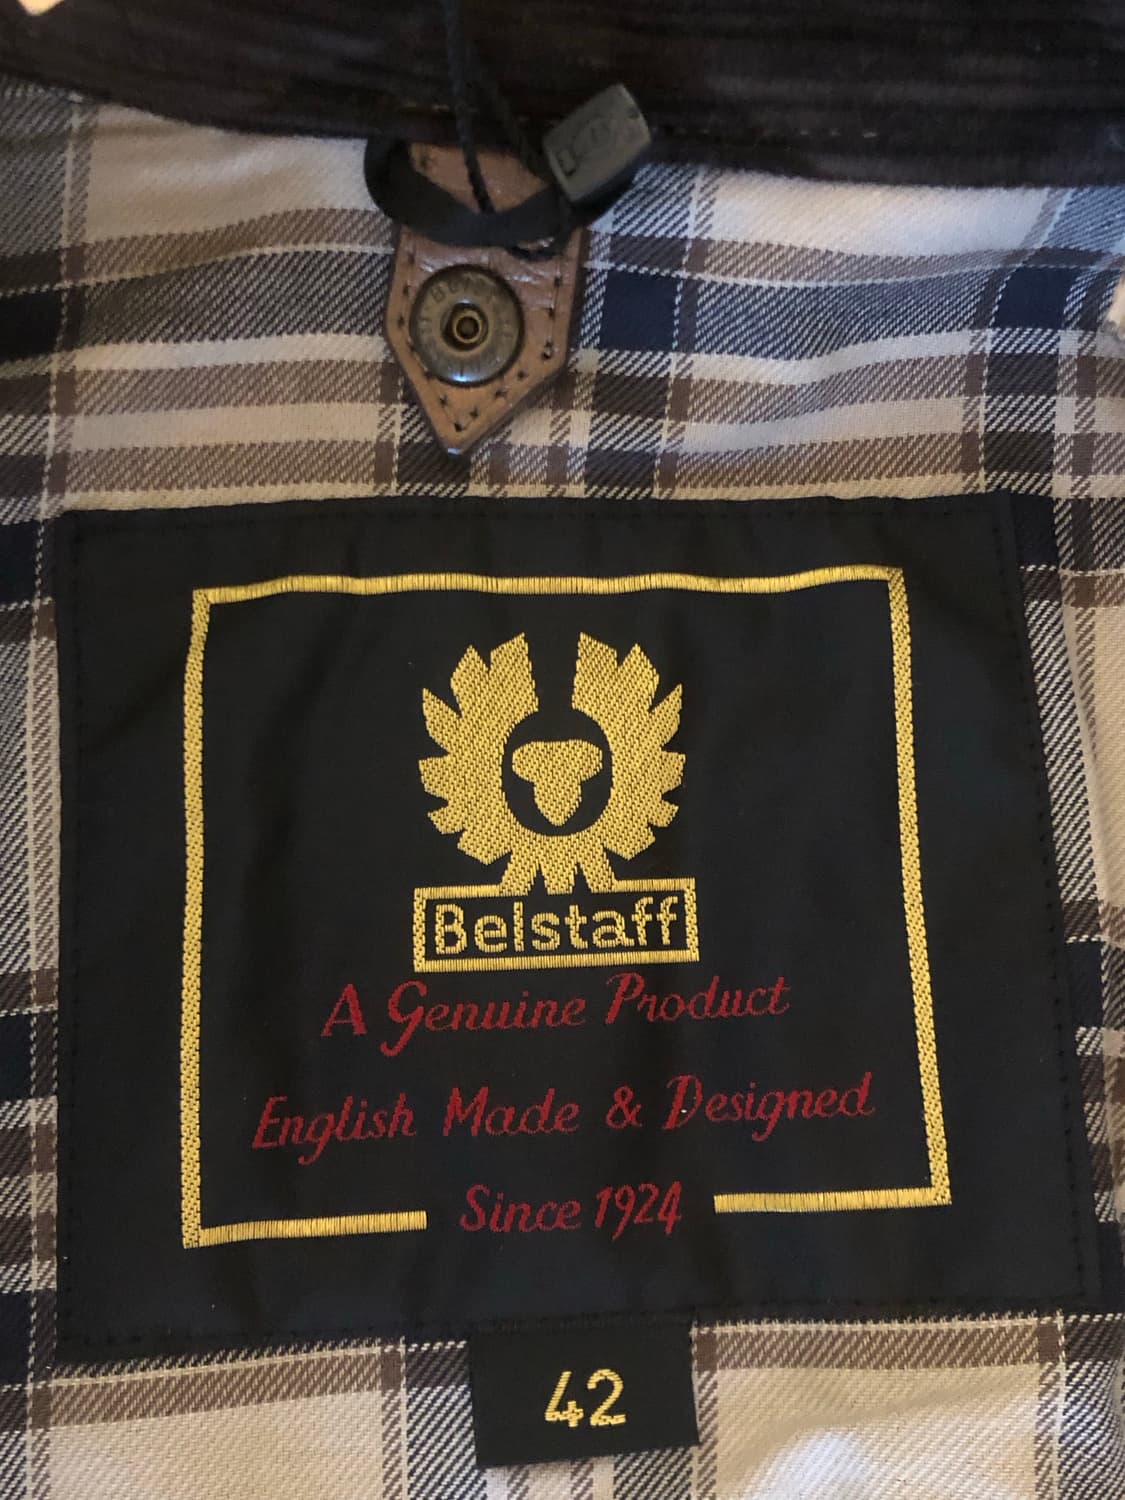 Belstaff
A Genuine Product
English Made & Designed
Since 1924
42